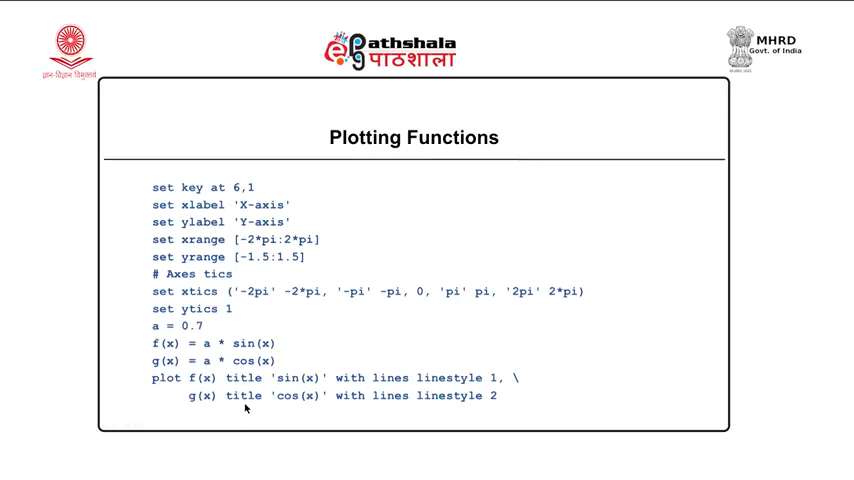 ज्ञान-विज्ञान विमुक्तये
ePathshala
पाठशाला
MHRD
Govt. of India
Plotting Functions
set key at 6,1
set xlabel 'X-axis'
set ylabel 'Y-axis'
set xrange [-2*pi:2*pi]
set yrange [-1.5:1.5]
# Axes tics
set xtics ('-2pi' -2*pi, '-pi' -pi, 0, 'pi' pi, '2pi' 2*pi)
set ytics 1
a = 0.7
f(x) = a * sin(x)
g(x) = a * cos(x)
plot f(x) title 'sin(x)' with lines linestyle 1, \
g(x) title 'cos(x)' with lines linestyle 2